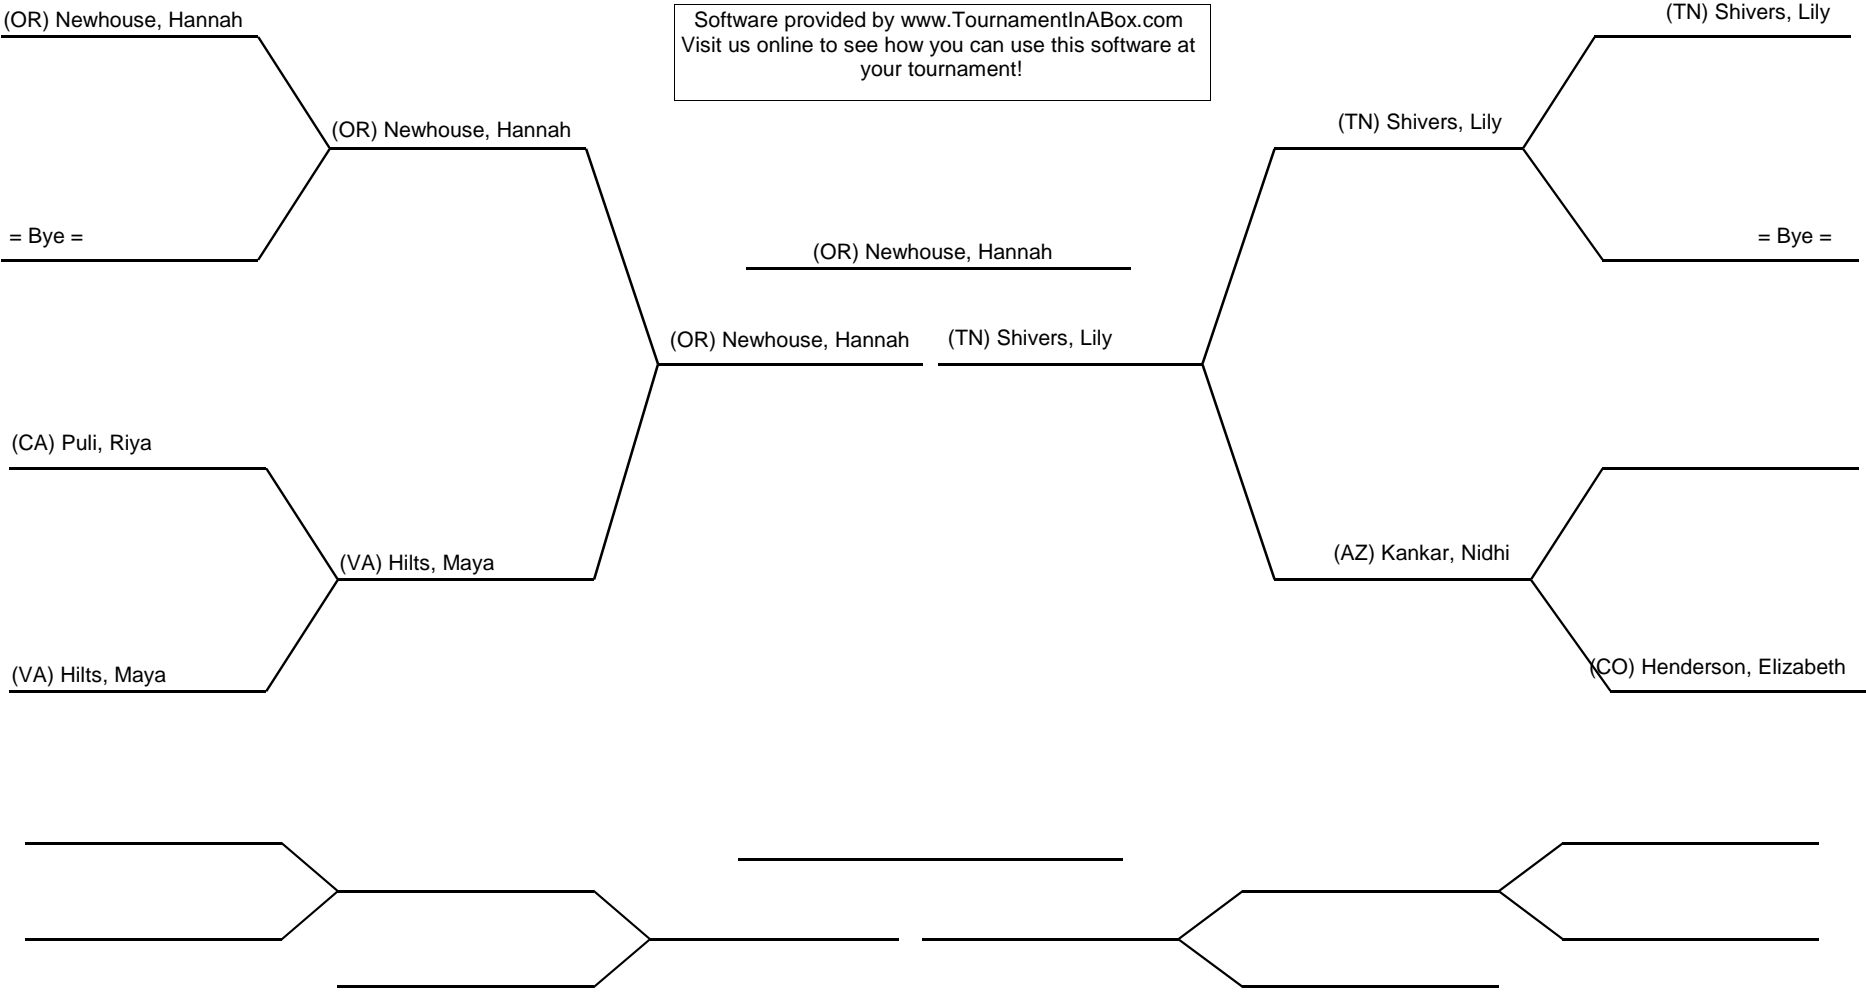 (OR) Newhouse, Hannah
Software provided by www.TournamentInABox.com
Visit us online to see how you can use this software at
your tournament!
(TN) Shivers, Lily
(OR) Newhouse, Hannah
(TN) Shivers, Lily
= Bye =
(OR) Newhouse, Hannah
= Bye =
(OR) Newhouse, Hannah
(TN) Shivers, Lily
(CA) Puli, Riya
(VA) Hilts, Maya
(AZ) Kankar, Nidhi
(VA) Hilts, Maya
(CO) Henderson, Elizabeth